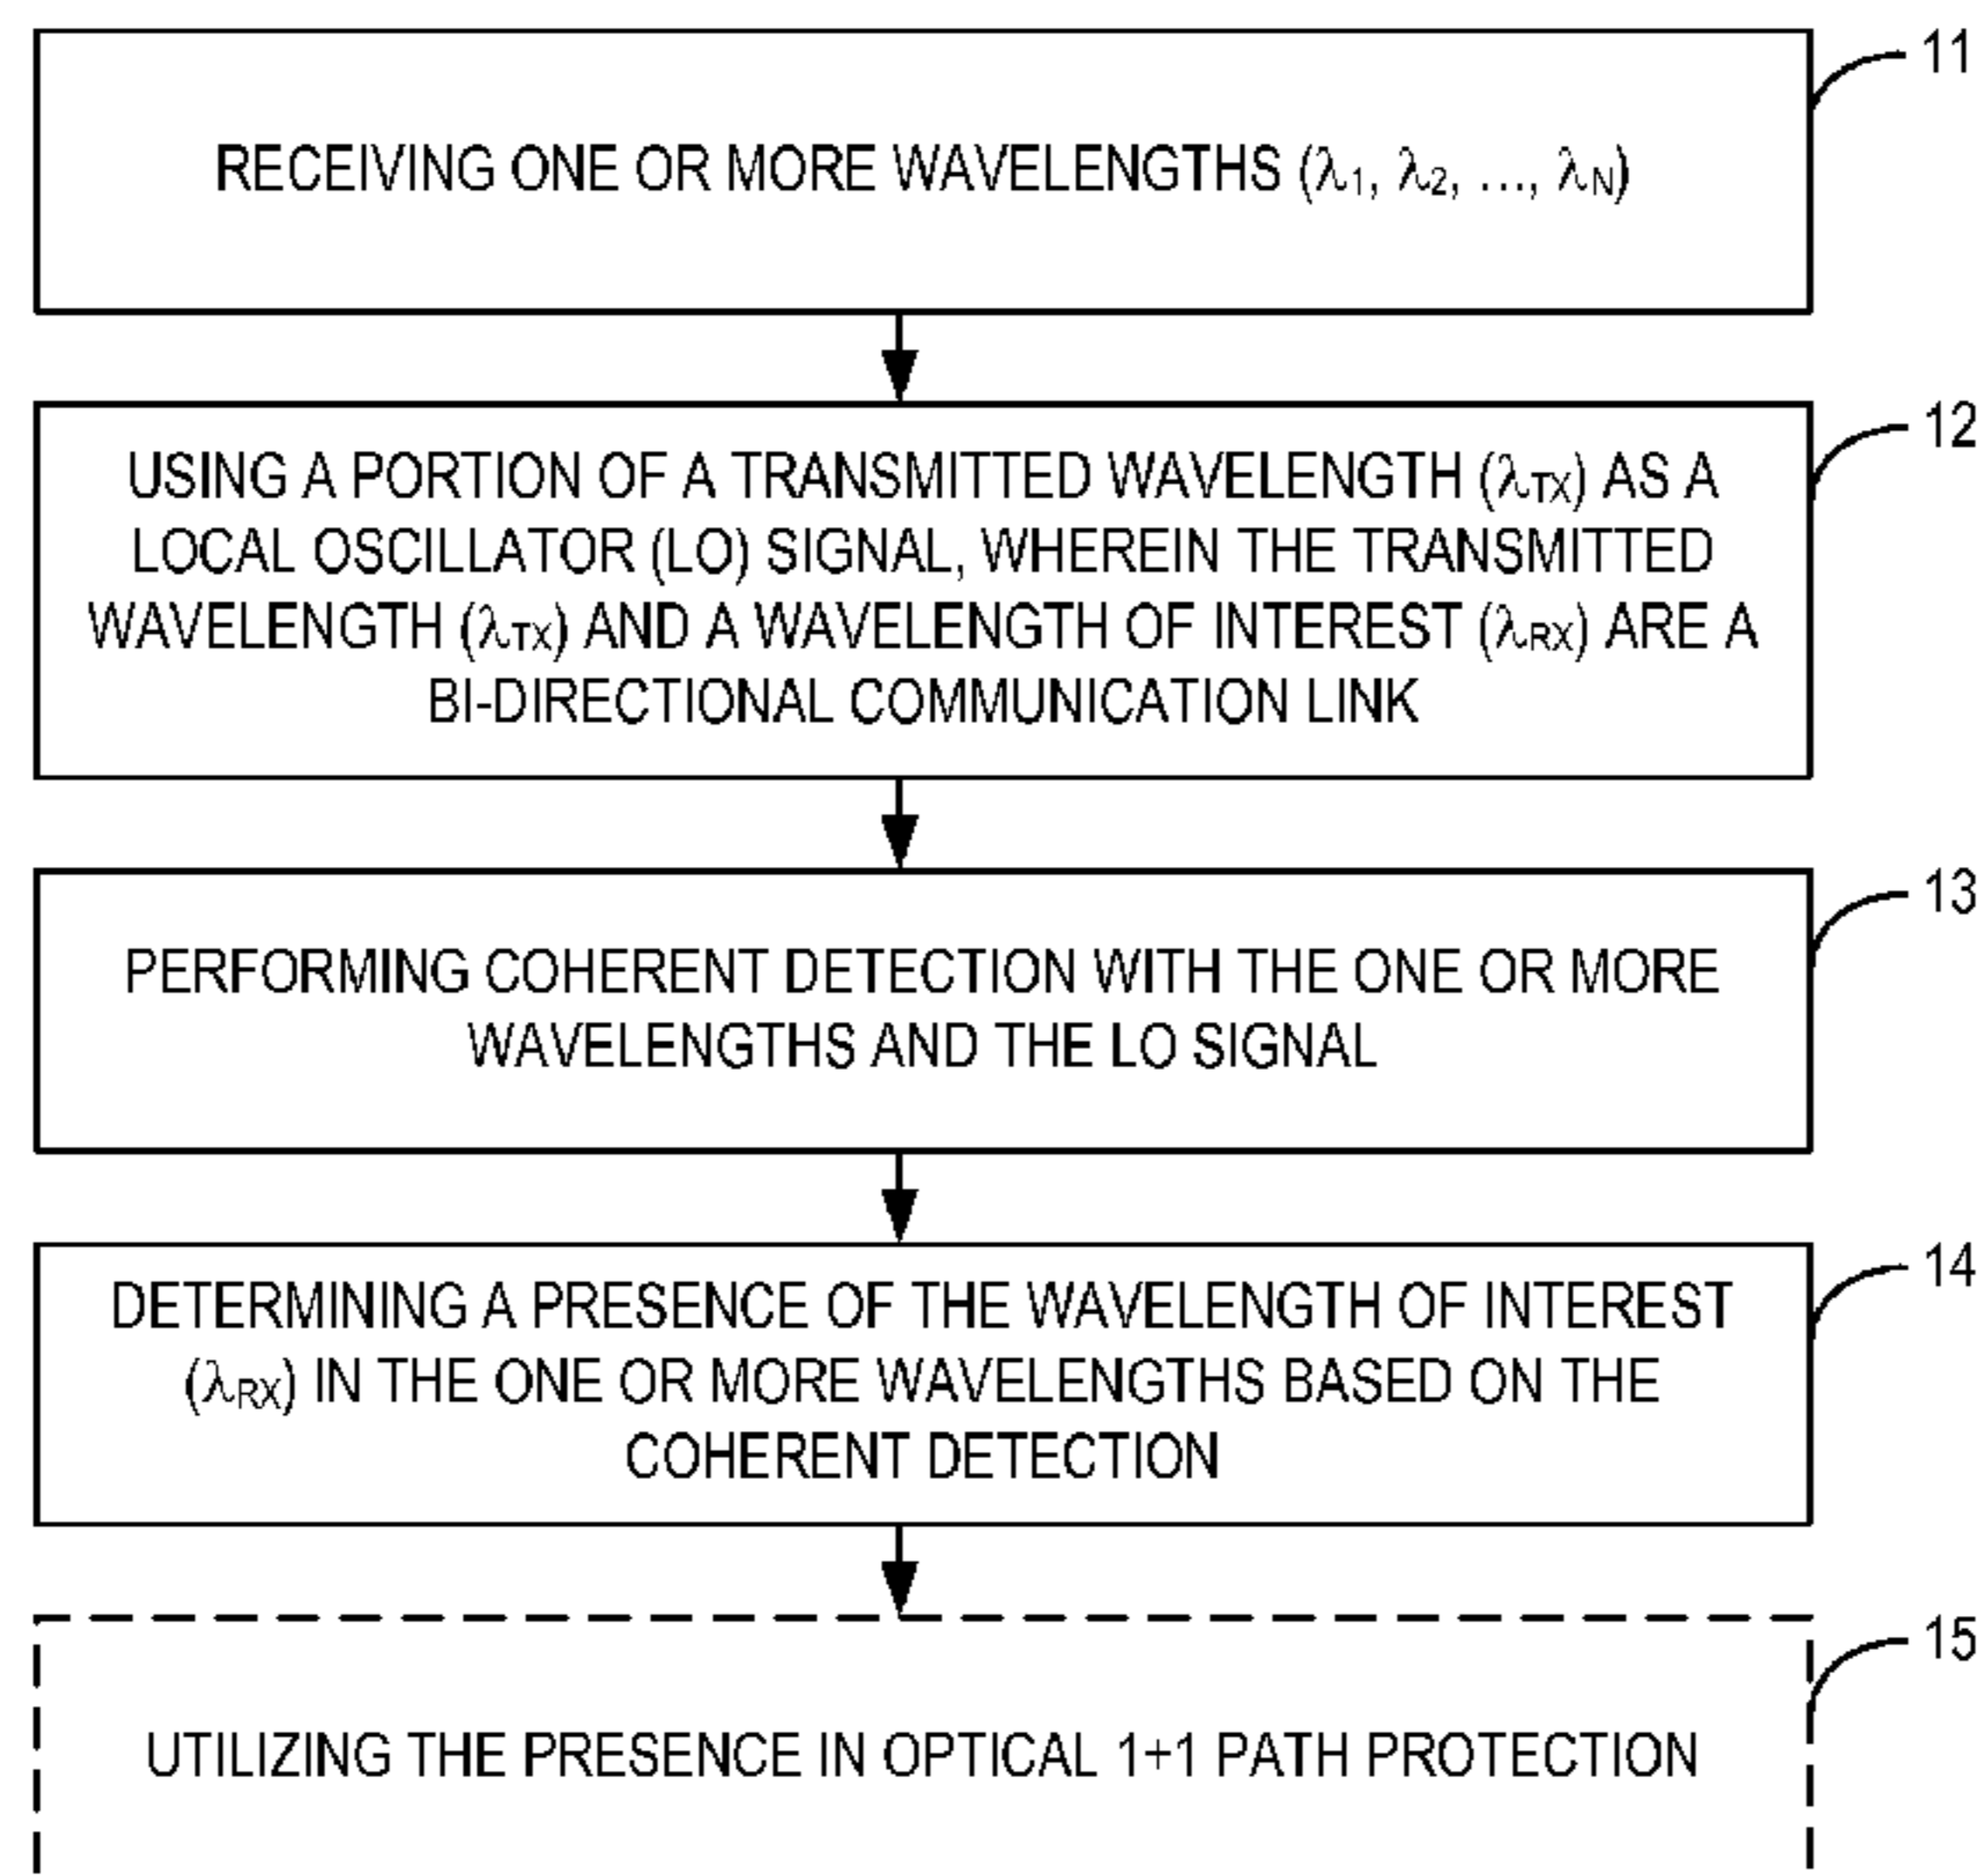 11
RECEIVING ONE OR MORE WAVELENGTHS (λ1, λ2, ..., λN)
12
USING A PORTION OF A TRANSMITTED WAVELENGTH (λTX) AS A
LOCAL OSCILLATOR (LO) SIGNAL, WHEREIN THE TRANSMITTED
WAVELENGTH (λTX) AND A WAVELENGTH OF INTEREST (λRX) ARE A
BI-DIRECTIONAL COMMUNICATION LINK
13
PERFORMING COHERENT DETECTION WITH THE ONE OR MORE
WAVELENGTHS AND THE LO SIGNAL
14
DETERMINING A PRESENCE OF THE WAVELENGTH OF INTEREST
(λRX) IN THE ONE OR MORE WAVELENGTHS BASED ON THE
COHERENT DETECTION
15
UTILIZING THE PRESENCE IN OPTICAL 1+1 PATH PROTECTION